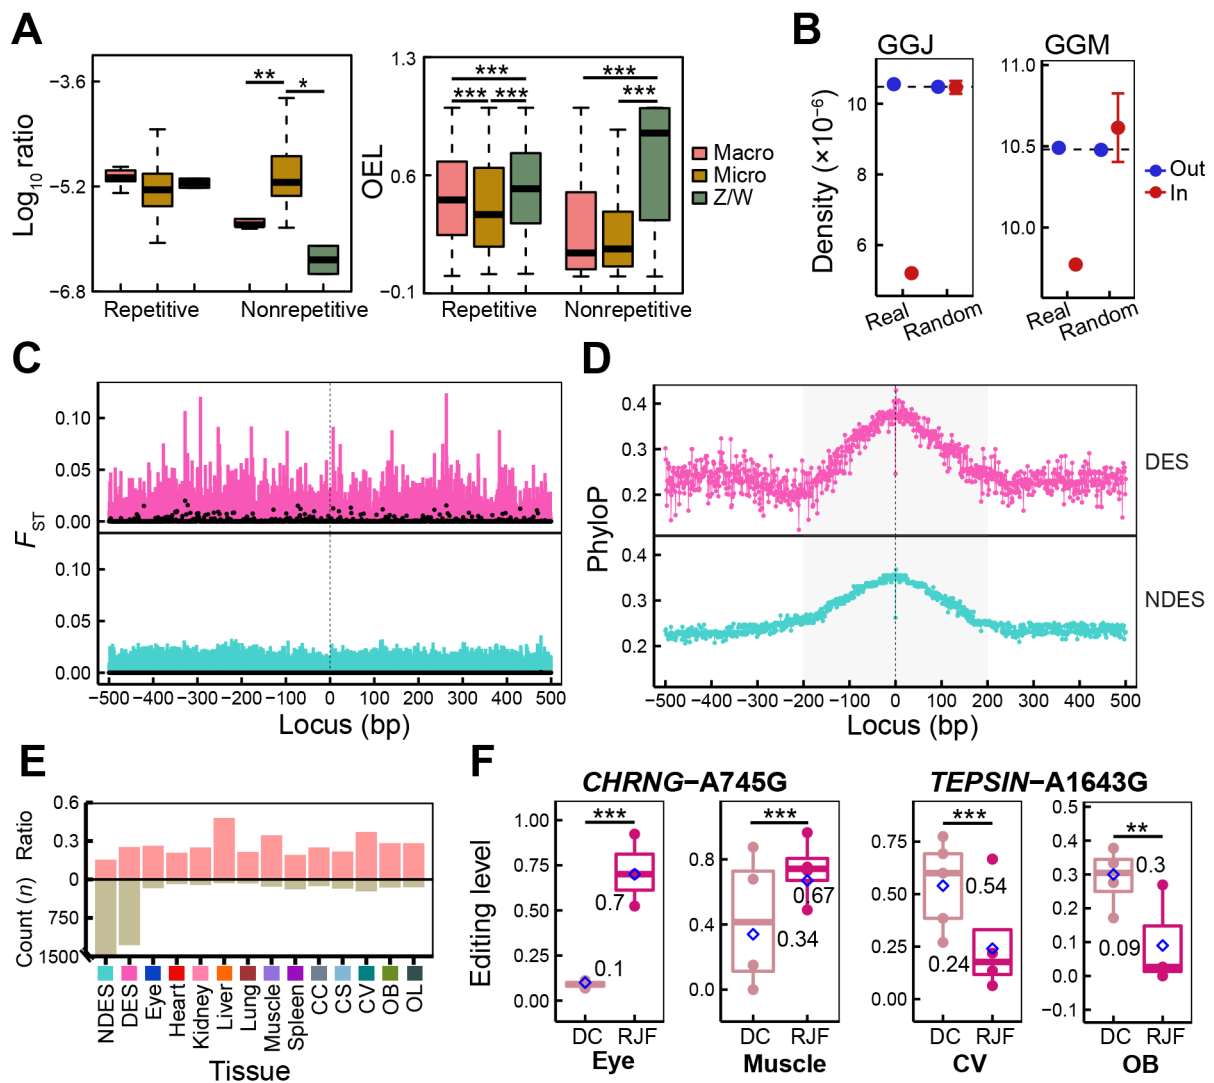 A
−3.6
−5.2
−6.8
Log10 ratio
** *
Repetitive Nonrepetitive
1.3
0.6
−0.1
OEL
*** ***
*** *** ***
Repetitive Nonrepetitive
Macro
Micro
Z/W
B
GGJ GGM
10
6
Density (×10−6)
11.0
10.5
10.0
Real Random
Real Random
Out
In
C
0.10
0.05
0.00
0.10
0.05
0.00
FST
−500 −400 −300 −200 −100 0 100 200 300 400 500
Locus (bp)
D
0.4
0.3
0.2
0.4
0.3
0.2
PhyloP
DES
NDES
−500 −400 −300 −200 −100 0 100 200 300 400 500
Locus (bp)
E
0.6
0.3
0
750
1500
Ratio
Count (n)
NDES DES Eye Heart Kidney Liver Lung Muscle Spleen CC CS CV OB OL
Tissue
F
CHRNG−A745G TEPSIN−A1643G
Editing level
1.00
0.75
0.50
0.25
0.00
***
0.7
0.1
DC RJF
Eye
0.8
0.4
0.0
***
0.67
0.34
DC RJF
Muscle
0.75
0.50
0.25
0.00
***
0.54
0.24
DC RJF
CV
0.5
0.4
0.3
0.2
0.1
0.0
−0.1
**
0.3
0.09
DC RJF
OB